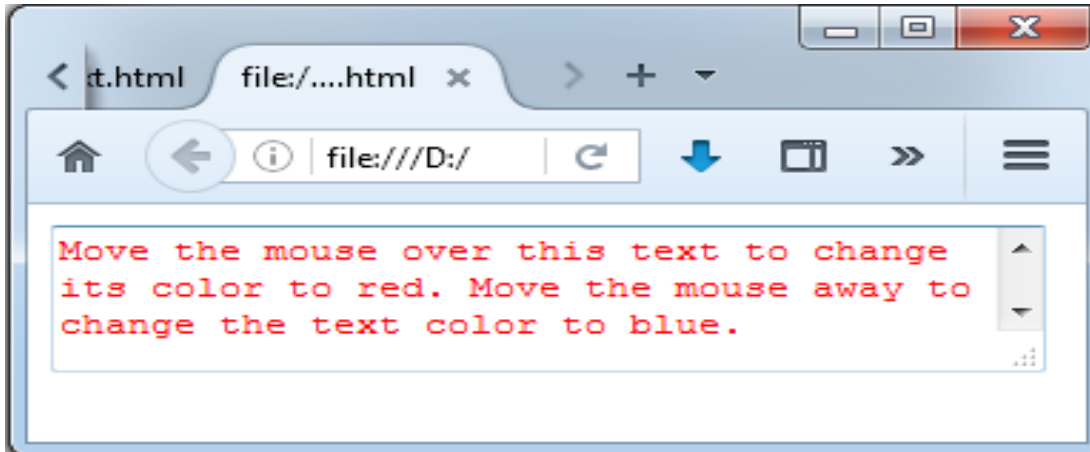 t.html file:/....html
file:///D:/
Move the mouse over this text to change
its color to red. Move the mouse away to
change the text color to blue.